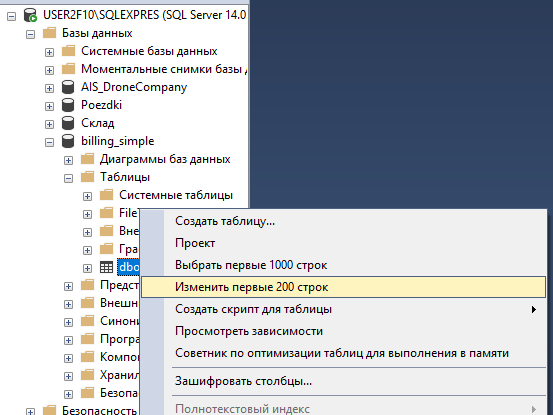 USER2F10\SQLEXPRES (SQL Server 14.0
Базы данных
Системные базы данных
Моментальные снимки базы д
AIS_DroneCompany
Poezdki
Склад
billing_simple
Диаграммы баз данных
Таблицы
Системные таблицы
FileT
Вне
Гра
dbo
Предст
Внешн
Синони
Програ
Компо
Хранил
Безопа
Безопасность
Создать таблицу...
Проект
Выбрать первые 1000 строк
Изменить первые 200 строк
Создать скрипт для таблицы
Просмотреть зависимости
Советник по оптимизации таблиц для выполнения в памяти
Зашифровать столбцы...
Полнотекстовый индекс